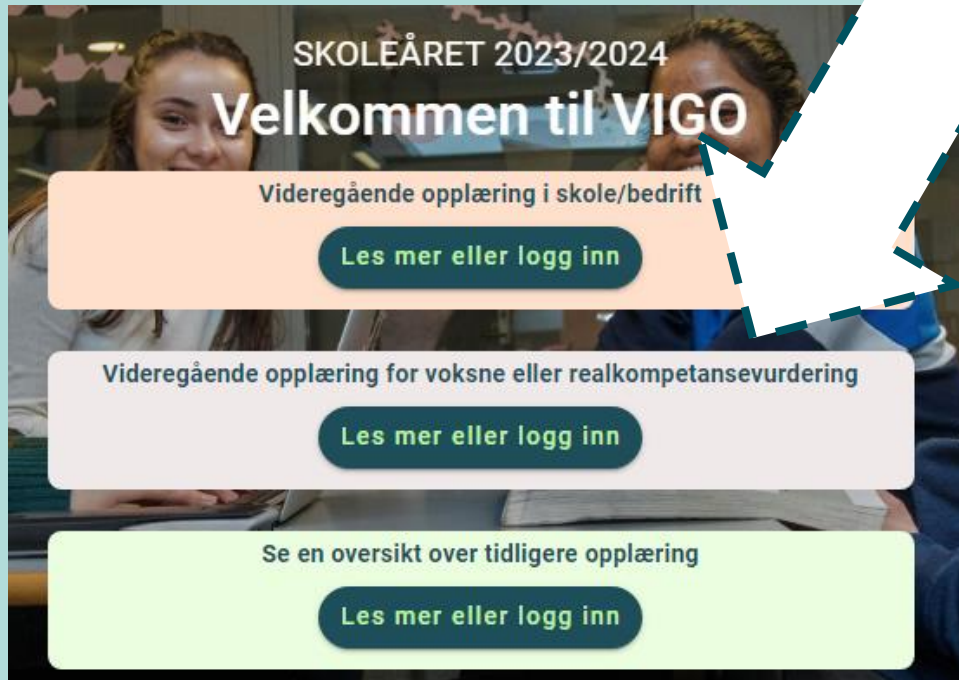 SKOLEÅRET 2023/2024
Velkommen til VIGO
Videregående opplæring i skole/bedrift
Les mer eller logg inn
Videregående opplæring for voksne eller realkompetansevurdering
Les mer eller logg inn
Se en oversikt over tidligere opplæring
Les mer eller logg inn